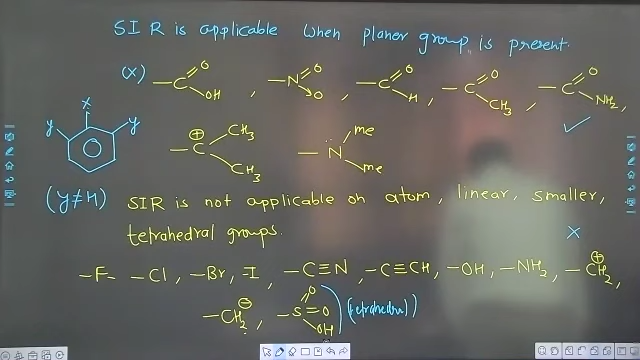 SIR is applicable when planer group is present.
(X) -C(=O)OH , -N(=O)→O , -C(=O)H , -C(=O)CH3 , -C(=O)NH2 ,
X
y y
-C⊕(CH3)CH3 -N̈(me)me
(y≠H) SIR is not applicable on atom, linear, smaller,
tetrahedral groups.
-F- -Cl, -Br, I, -C≡N, -C≡CH, -OH, -NH2, -CH2⊕,
-CH2⊖, -S(=O)(=O)OH (tetrahedral)